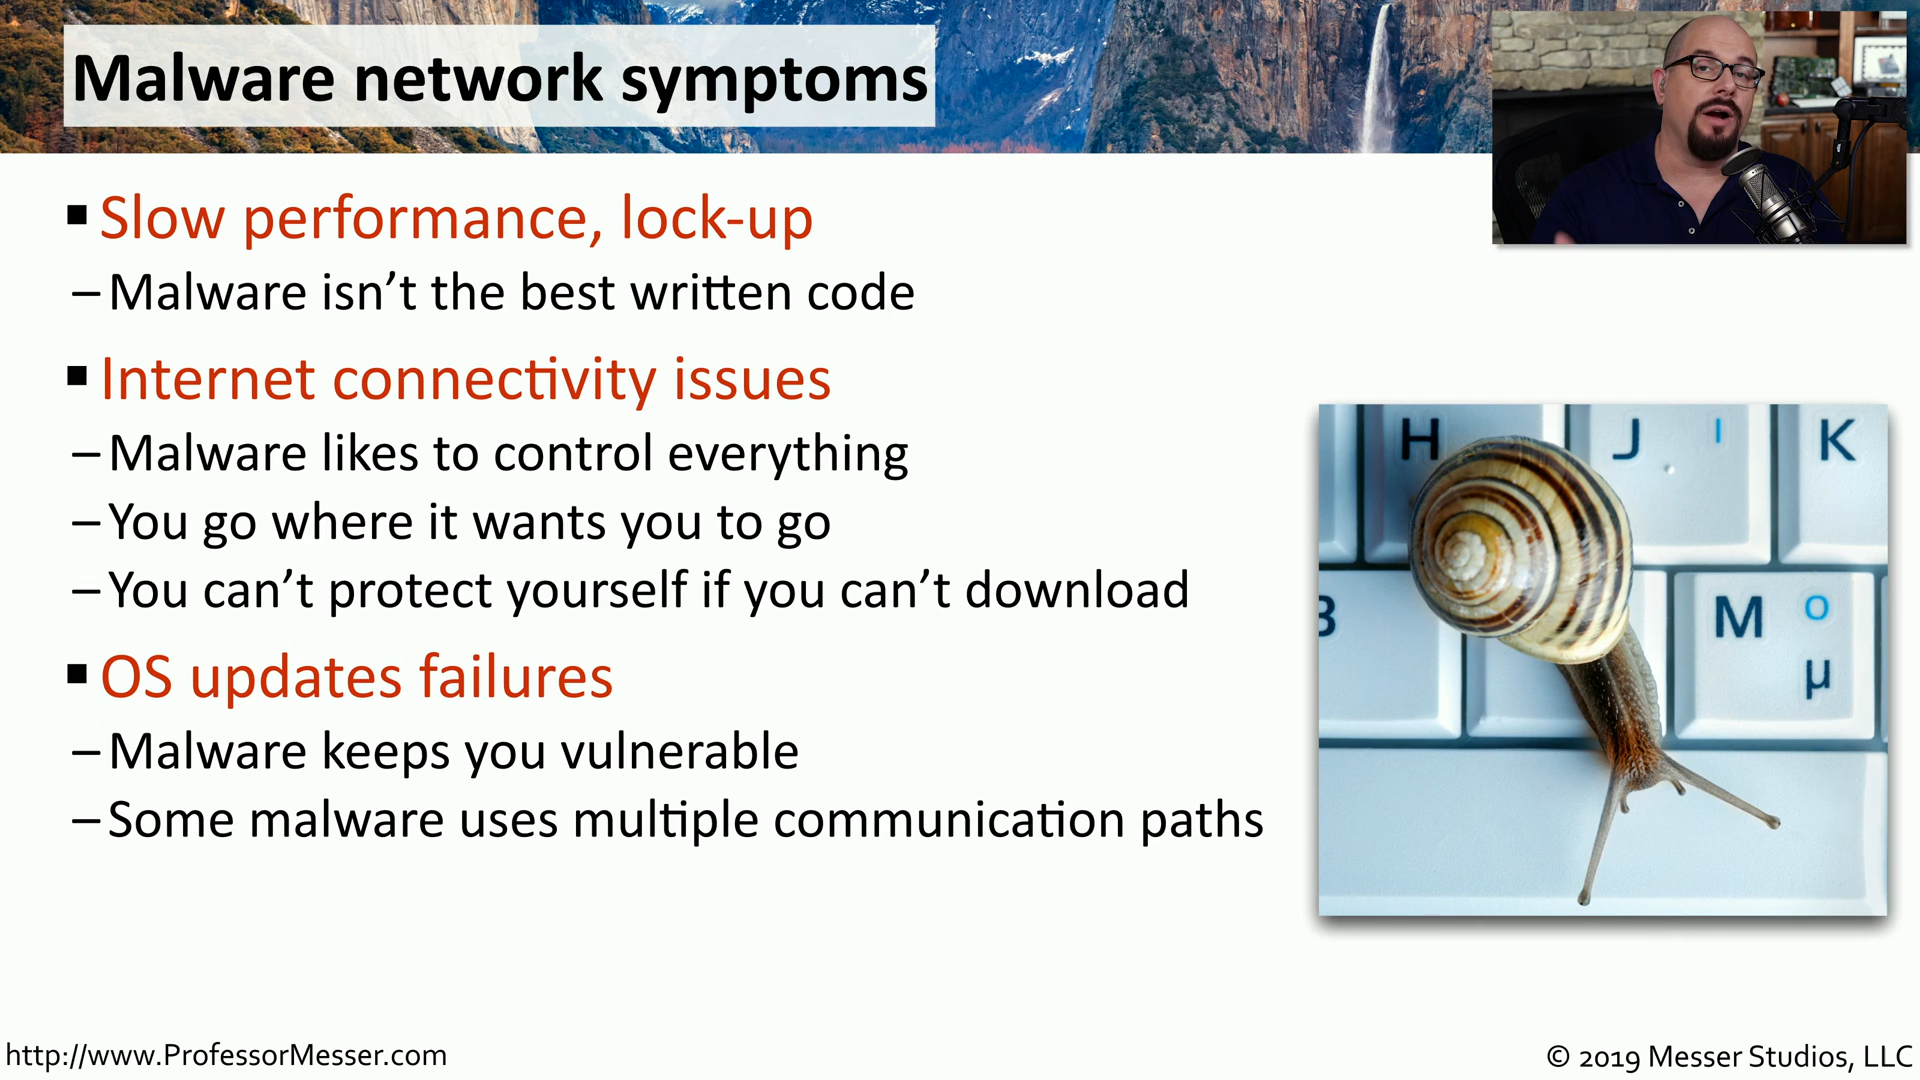 Malware network symptoms
▪ Slow performance, lock-up
– Malware isn’t the best written code
▪ Internet connectivity issues
– Malware likes to control everything
– You go where it wants you to go
– You can’t protect yourself if you can’t download
▪ OS updates failures
– Malware keeps you vulnerable
– Some malware uses multiple communication paths
H J I K
M O
µ
http://www.ProfessorMesser.com
© 2019 Messer Studios, LLC